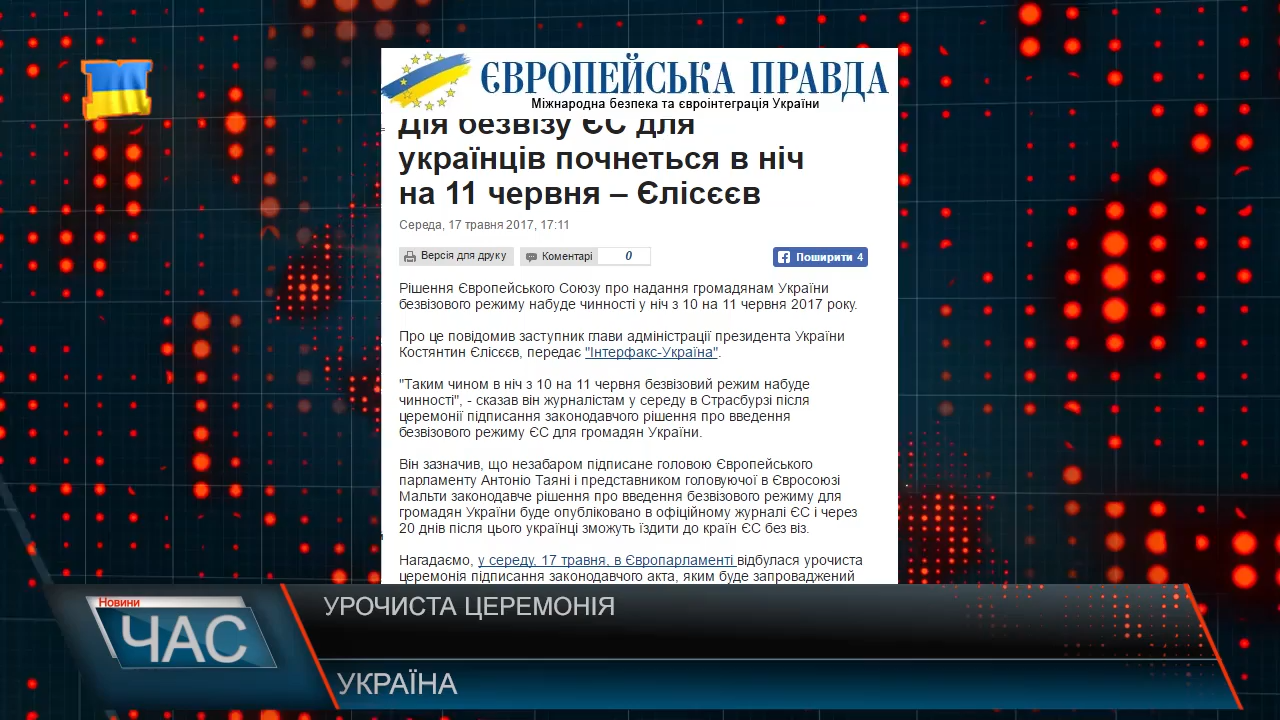 ЄВРОПЕЙСЬКА ПРАВДА
Міжнародна безпека та євроінтеграція України
Дія безвізу ЄС для
українців почнеться в ніч
на 11 червня – Єлісєєв
Середа, 17 травня 2017, 17:11
Версія для друку Коментарі 0 Поширити 4
Рішення Європейського Союзу про надання громадянам України
безвізового режиму набуде чинності у ніч з 10 на 11 червня 2017 року.
Про це повідомив заступник глави адміністрації президента України
Костянтин Єлісєєв, передає "Інтерфакс-Україна".
"Таким чином в ніч з 10 на 11 червня безвізовий режим набуде
чинності", - сказав він журналістам у середу в Страсбурзі після
церемонії підписання законодавчого рішення про введення
безвізового режиму ЄС для громадян України.
Він зазначив, що незабаром підписане головою Європейського
парламенту Антоніо Таяні і представником головуючої в Євросоюзі
Мальти законодавче рішення про введення безвізового режиму для
громадян України буде опубліковано в офіційному журналі ЄС і через
20 днів після цього українці зможуть їздити до країн ЄС без віз.
Нагадаємо, у середу, 17 травня, в Європарламенті відбулася урочиста
церемонія підписання законодавчого акта, яким буде запроваджений
Новини
ЧАС
УРОЧИСТА ЦЕРЕМОНІЯ
УКРАЇНА